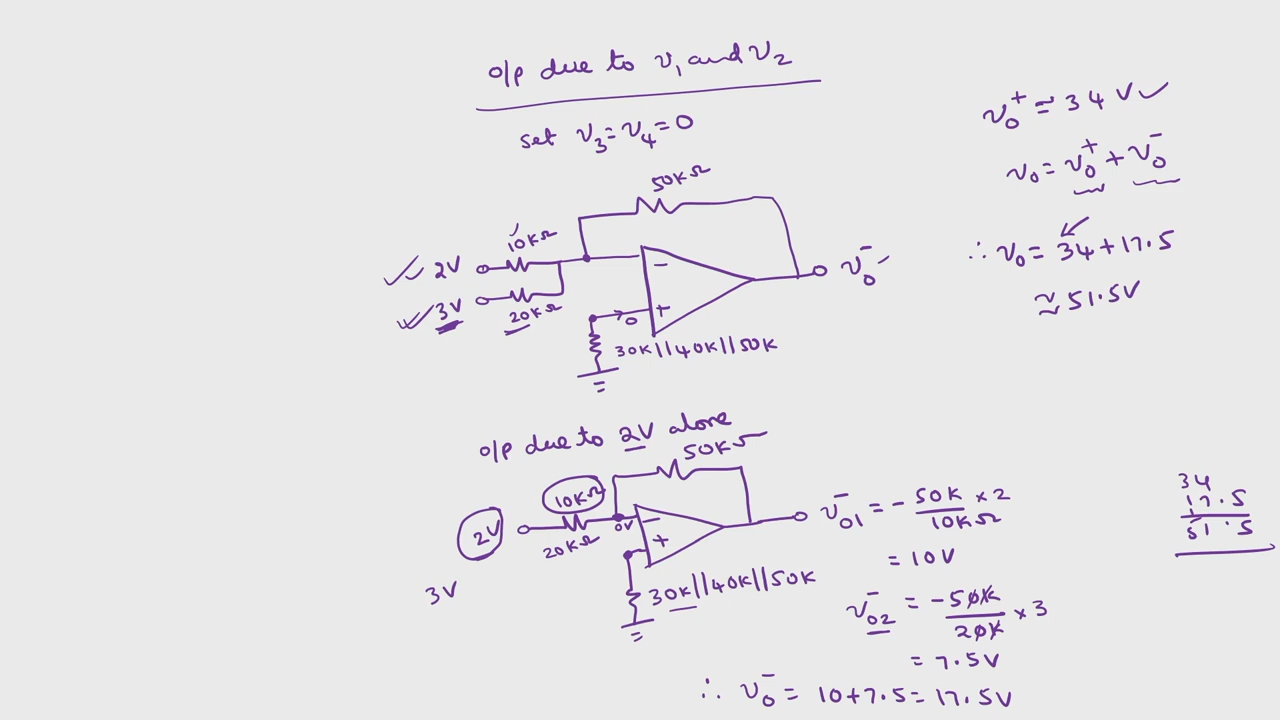 o/p due to v₁ and v₂
set v₃=v₄=0
50KΩ
10KΩ
2V
3V
20KΩ
−
+
0
v₀⁻
30K||40K||50K
v₀⁺ ≈ 34V ✓
v₀ = v₀⁺ + v₀⁻
∴ v₀ = 34+17.5
≈ 51.5V
o/p due to 2V alone
50K
10KΩ
2V
20KΩ
0V
−
+
3V
30K||40K||50K
v₀₁⁻ = - 50K / 10KΩ × 2
= 10V
v₀₂⁻ = -50K / 20K × 3
= 7.5V
∴ v₀⁻ = 10+7.5 = 17.5V
34
17.5
51.5